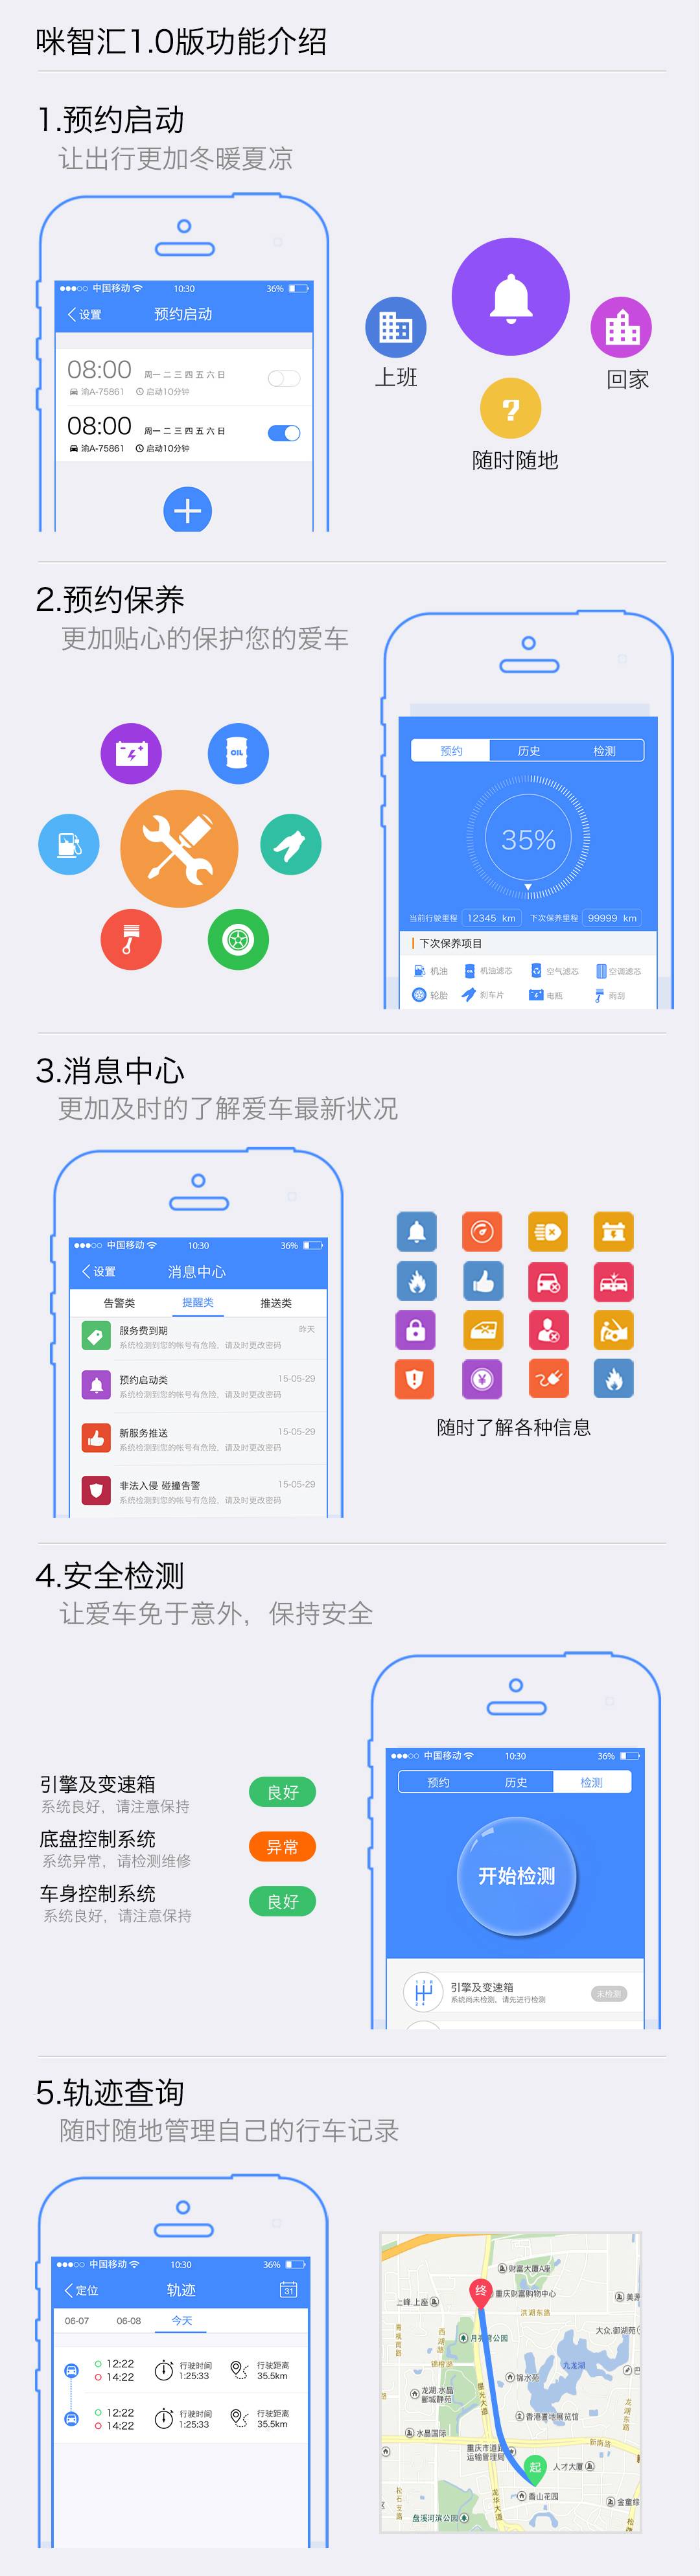 咪智汇1.0版功能介绍
1.预约启动
让出行更加冬暖夏凉
中国移动 10:30 36%
设置 预约启动
08:00 周一 二 三 四 五 六 日
渝A-75861 启动10分钟
08:00 周一 二 三 四 五 六 日
渝A-75861 启动10分钟
上班
回家
?
随时随地
2.预约保养
更加贴心的保护您的爱车
OIL
预约 历史 检测
35%
当前行驶里程 12345 km 下次保养里程 99999 km
下次保养项目
机油 机油滤芯 空气滤芯 空调滤芯
轮胎 刹车片 电瓶 雨刮
3.消息中心
更加及时的了解爱车最新状况
中国移动 10:30 36%
设置 消息中心
告警类 提醒类 推送类
服务费到期 昨天
系统检测到您的帐号有危险，请及时更改密码
预约启动类 15-05-29
系统检测到您的帐号有危险，请及时更改密码
新服务推送 15-05-29
系统检测到您的帐号有危险，请及时更改密码
非法入侵 碰撞告警 15-05-29
系统检测到您的帐号有危险，请及时更改密码
随时了解各种信息
4.安全检测
让爱车免于意外，保持安全
引擎及变速箱 良好
系统良好，请注意保持
底盘控制系统 异常
系统异常，请检测维修
车身控制系统 良好
系统良好，请注意保持
中国移动 10:30 36%
预约 历史 检测
开始检测
引擎及变速箱
系统尚未检测，请先进行检测
未检测
5.轨迹查询
随时随地管理自己的行车记录
中国移动 10:30 36%
定位 轨迹 31
06-07 06-08 今天
12:22 行驶时间 行驶距离
14:22 1:25:33 35.5km
12:22 行驶时间 行驶距离
14:22 1:25:33 35.5km
财富大厦A座
终
重庆财富购物中心
上峰.上座
洪湖东路
大众.御湖苑
月亮湾公园
九龙湖
锦水苑
龙湖.水晶
郦城静苑
星光大道
香港置地展览馆
龙湖东路
水晶国际
新南路
重庆市道路
运输管理局
起
人才大厦
香山花园
松石支路
龙华大道
盘溪河滨公园